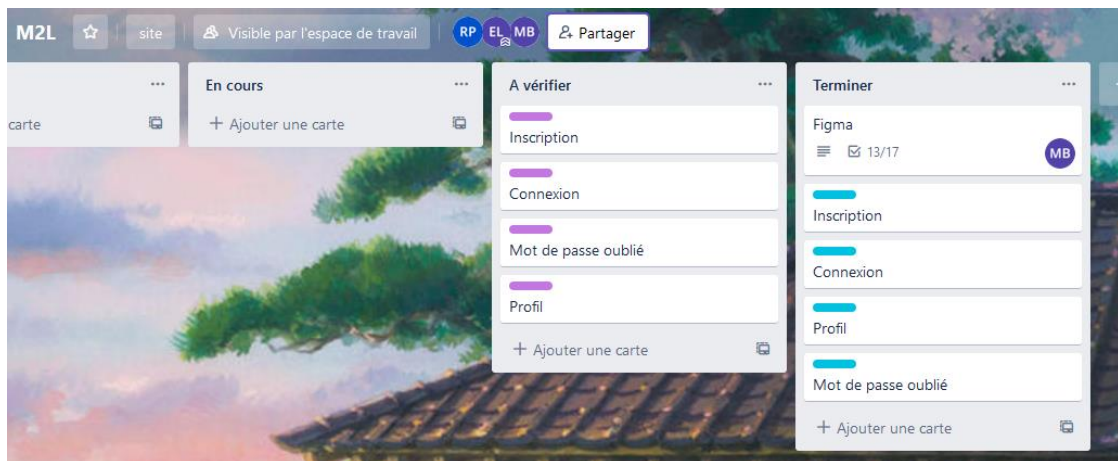 M2L site Visible par l'espace de travail RP EL MB Partager
carte
En cours
Ajouter une carte
A vérifier
Inscription
Connexion
Mot de passe oublié
Profil
Ajouter une carte
Terminer
Figma
13/17 MB
Inscription
Connexion
Profil
Mot de passe oublié
Ajouter une carte